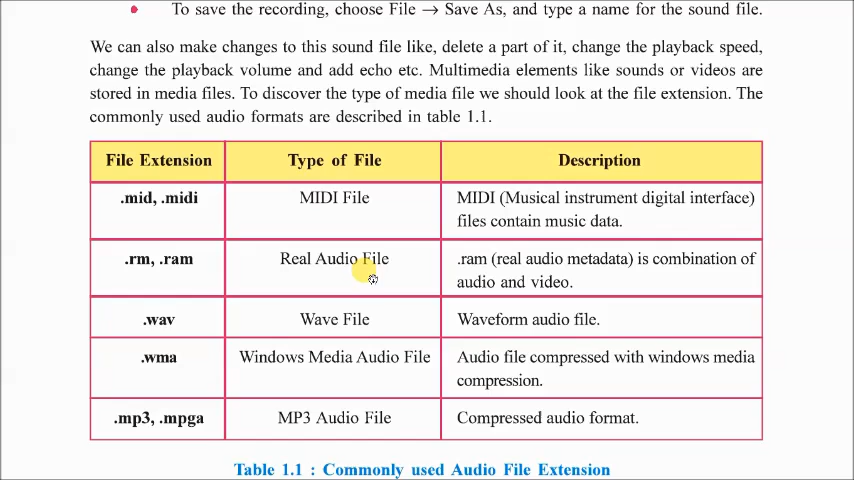 To save the recording, choose File → Save As, and type a name for the sound file.
We can also make changes to this sound file like, delete a part of it, change the playback speed,
change the playback volume and add echo etc. Multimedia elements like sounds or videos are
stored in media files. To discover the type of media file we should look at the file extension. The
commonly used audio formats are described in table 1.1.
File Extension Type of File Description
.mid, .midi MIDI File MIDI (Musical instrument digital interface)
files contain music data.
.rm, .ram Real Audio File .ram (real audio metadata) is combination of
audio and video.
.wav Wave File Waveform audio file.
.wma Windows Media Audio File Audio file compressed with windows media
compression.
.mp3, .mpga MP3 Audio File Compressed audio format.
Table 1.1 : Commonly used Audio File Extension